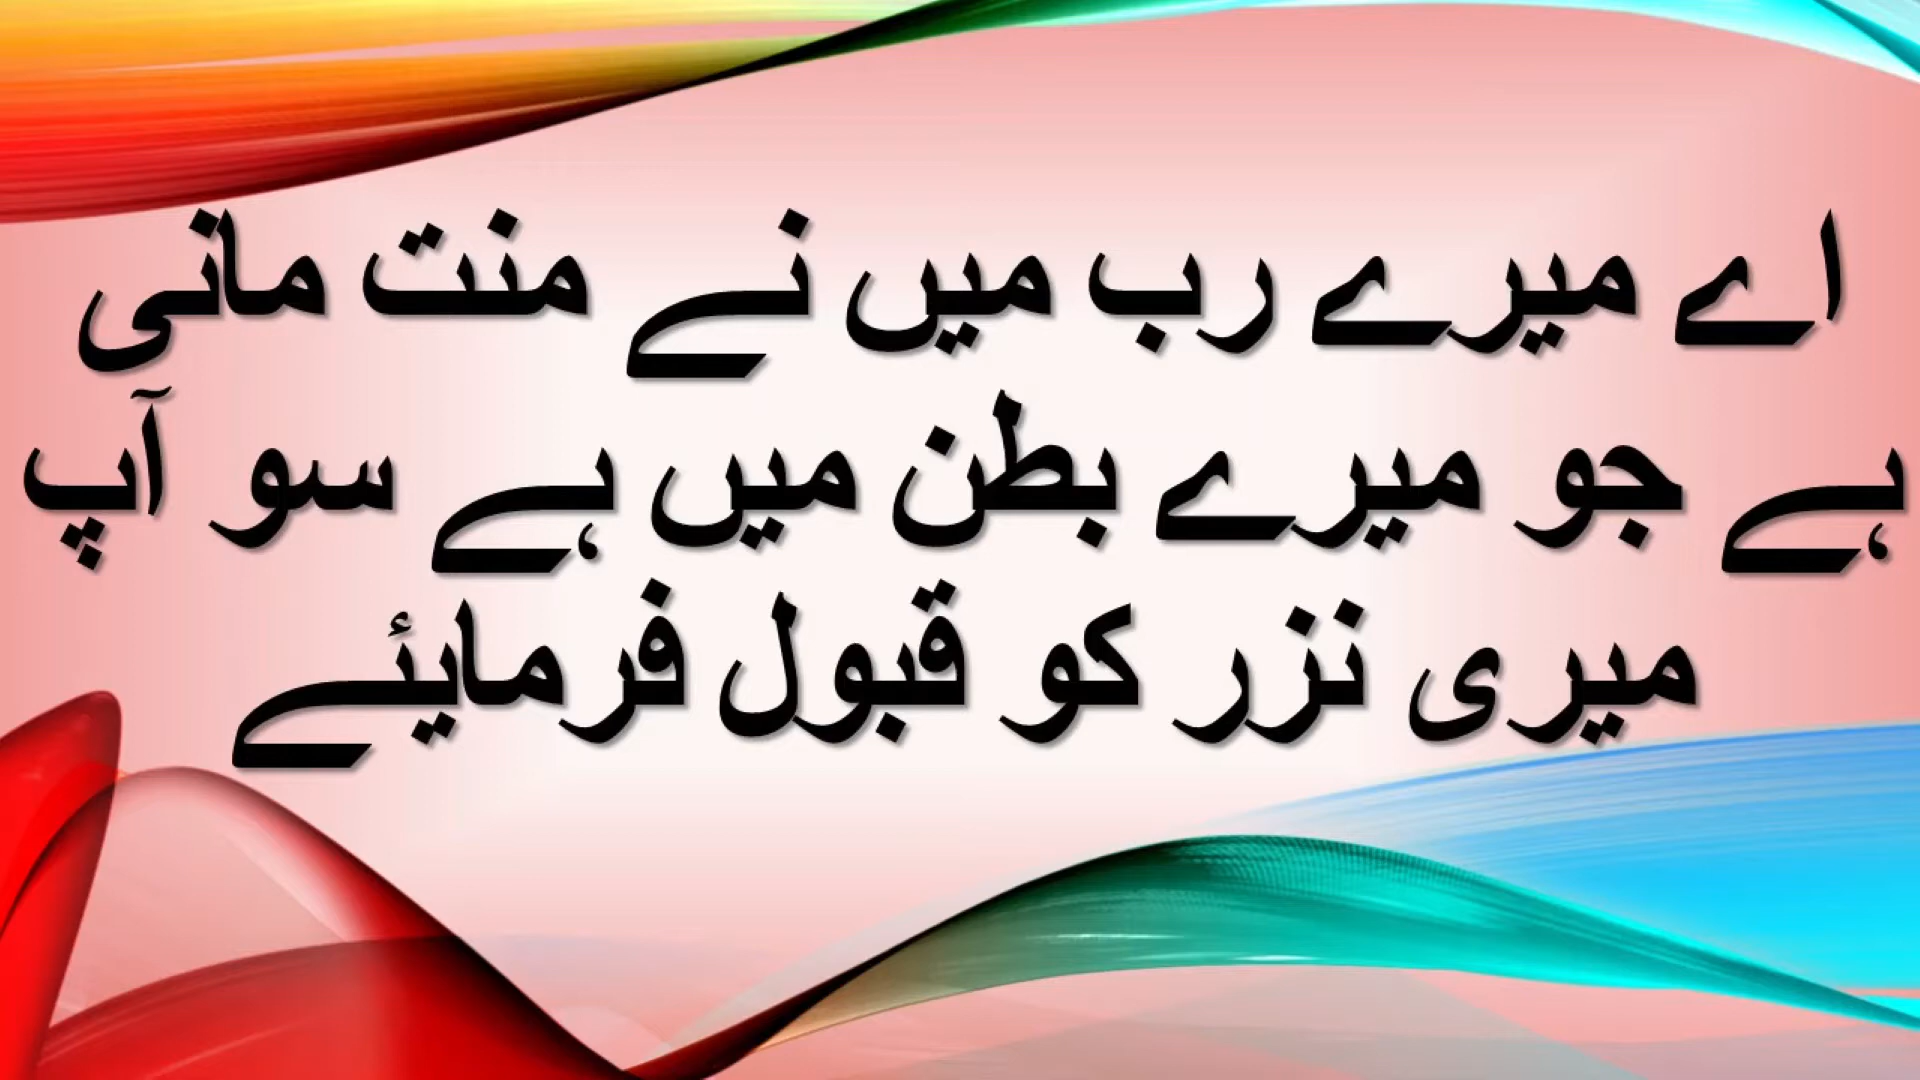 اے میرے رب میں نے منت مانی
ہے جو میرے بطن میں ہے سو آپ
میری نزر کو قبول فرمایئے